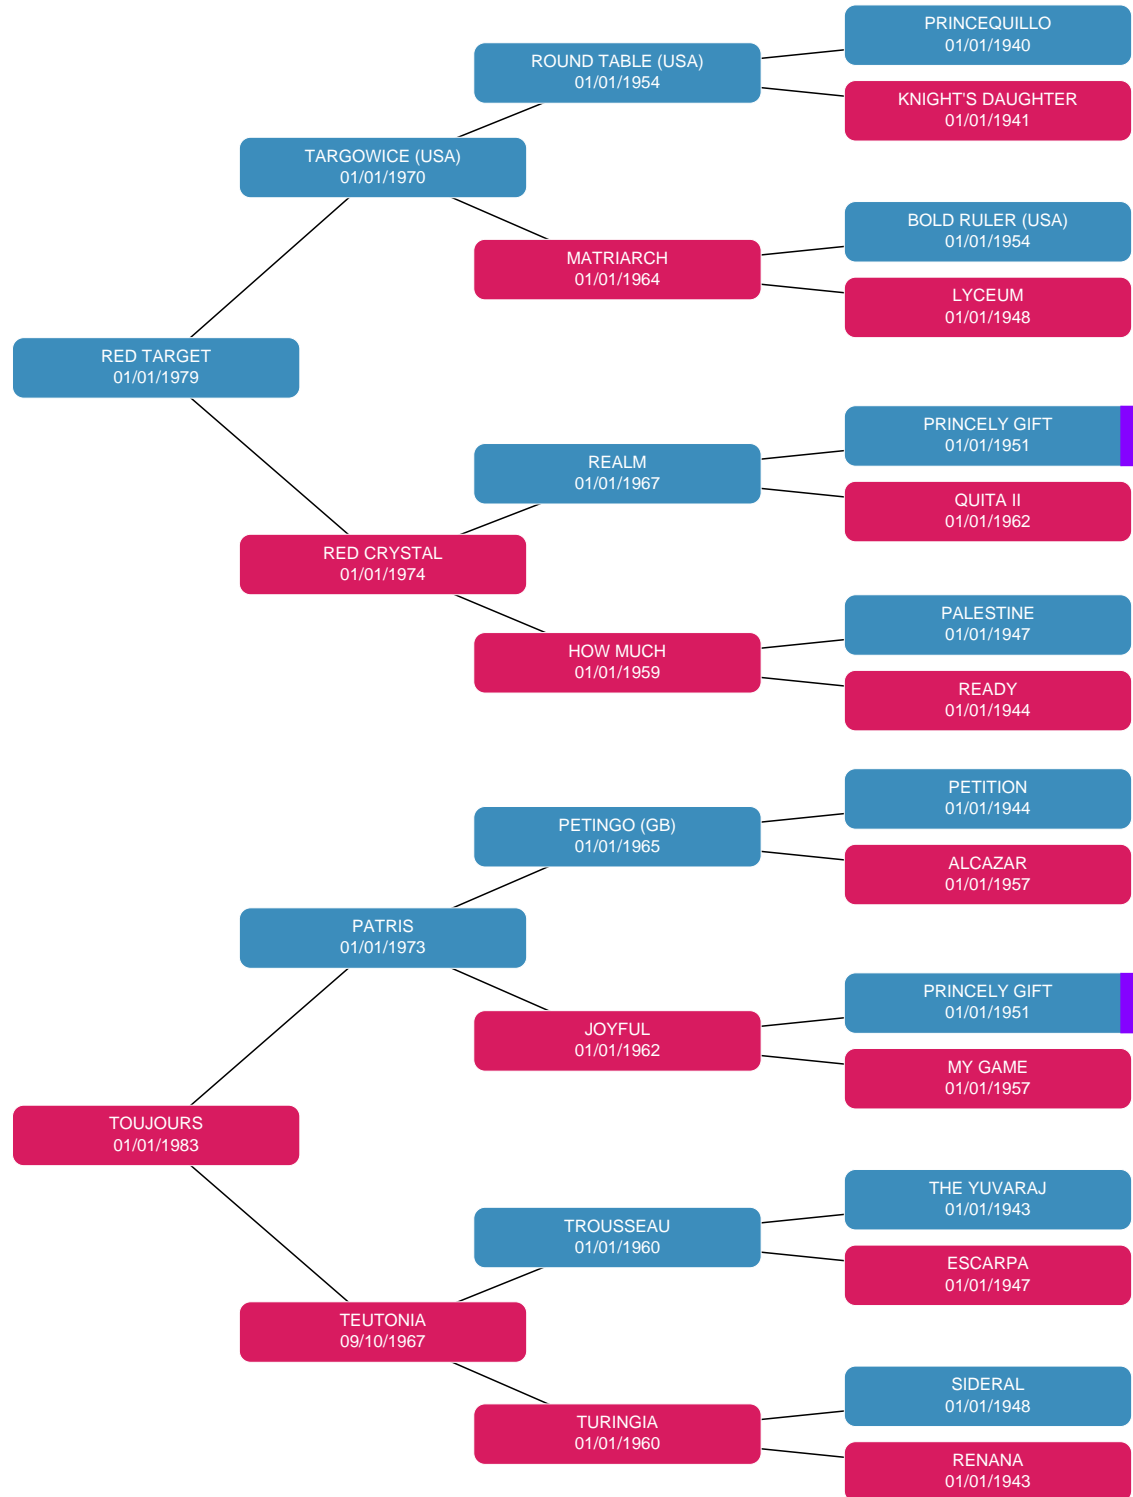 PRINCEQUILLO
01/01/1940
ROUND TABLE (USA)
01/01/1954
KNIGHT'S DAUGHTER
01/01/1941
TARGOWICE (USA)
01/01/1970
BOLD RULER (USA)
01/01/1954
MATRIARCH
01/01/1964
LYCEUM
01/01/1948
RED TARGET
01/01/1979
PRINCELY GIFT
01/01/1951
REALM
01/01/1967
QUITA II
01/01/1962
RED CRYSTAL
01/01/1974
PALESTINE
01/01/1947
HOW MUCH
01/01/1959
READY
01/01/1944
PETITION
01/01/1944
PETINGO (GB)
01/01/1965
ALCAZAR
01/01/1957
PATRIS
01/01/1973
PRINCELY GIFT
01/01/1951
JOYFUL
01/01/1962
MY GAME
01/01/1957
TOUJOURS
01/01/1983
THE YUVARAJ
01/01/1943
TROUSSEAU
01/01/1960
ESCARPA
01/01/1947
TEUTONIA
09/10/1967
SIDERAL
01/01/1948
TURINGIA
01/01/1960
RENANA
01/01/1943